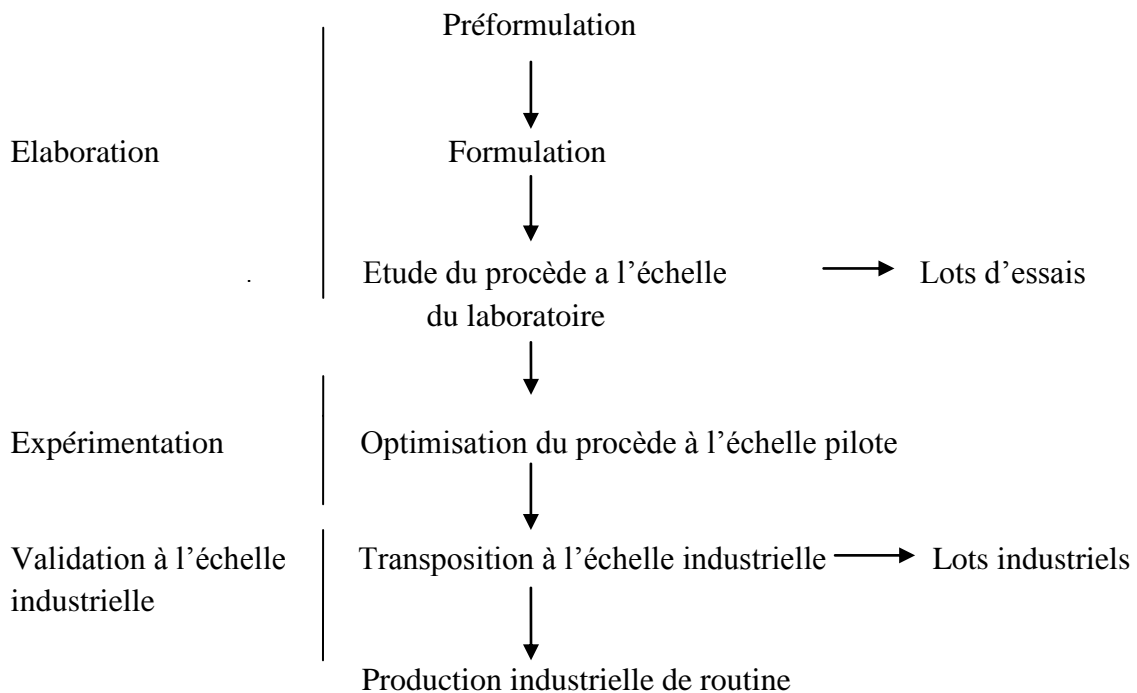 Préformulation
Elaboration
Formulation
Etude du procède a l’échelle
du laboratoire
Lots d’essais
Expérimentation
Optimisation du procède à l’échelle pilote
Validation à l’échelle
industrielle
Transposition à l’échelle industrielle
Lots industriels
Production industrielle de routine